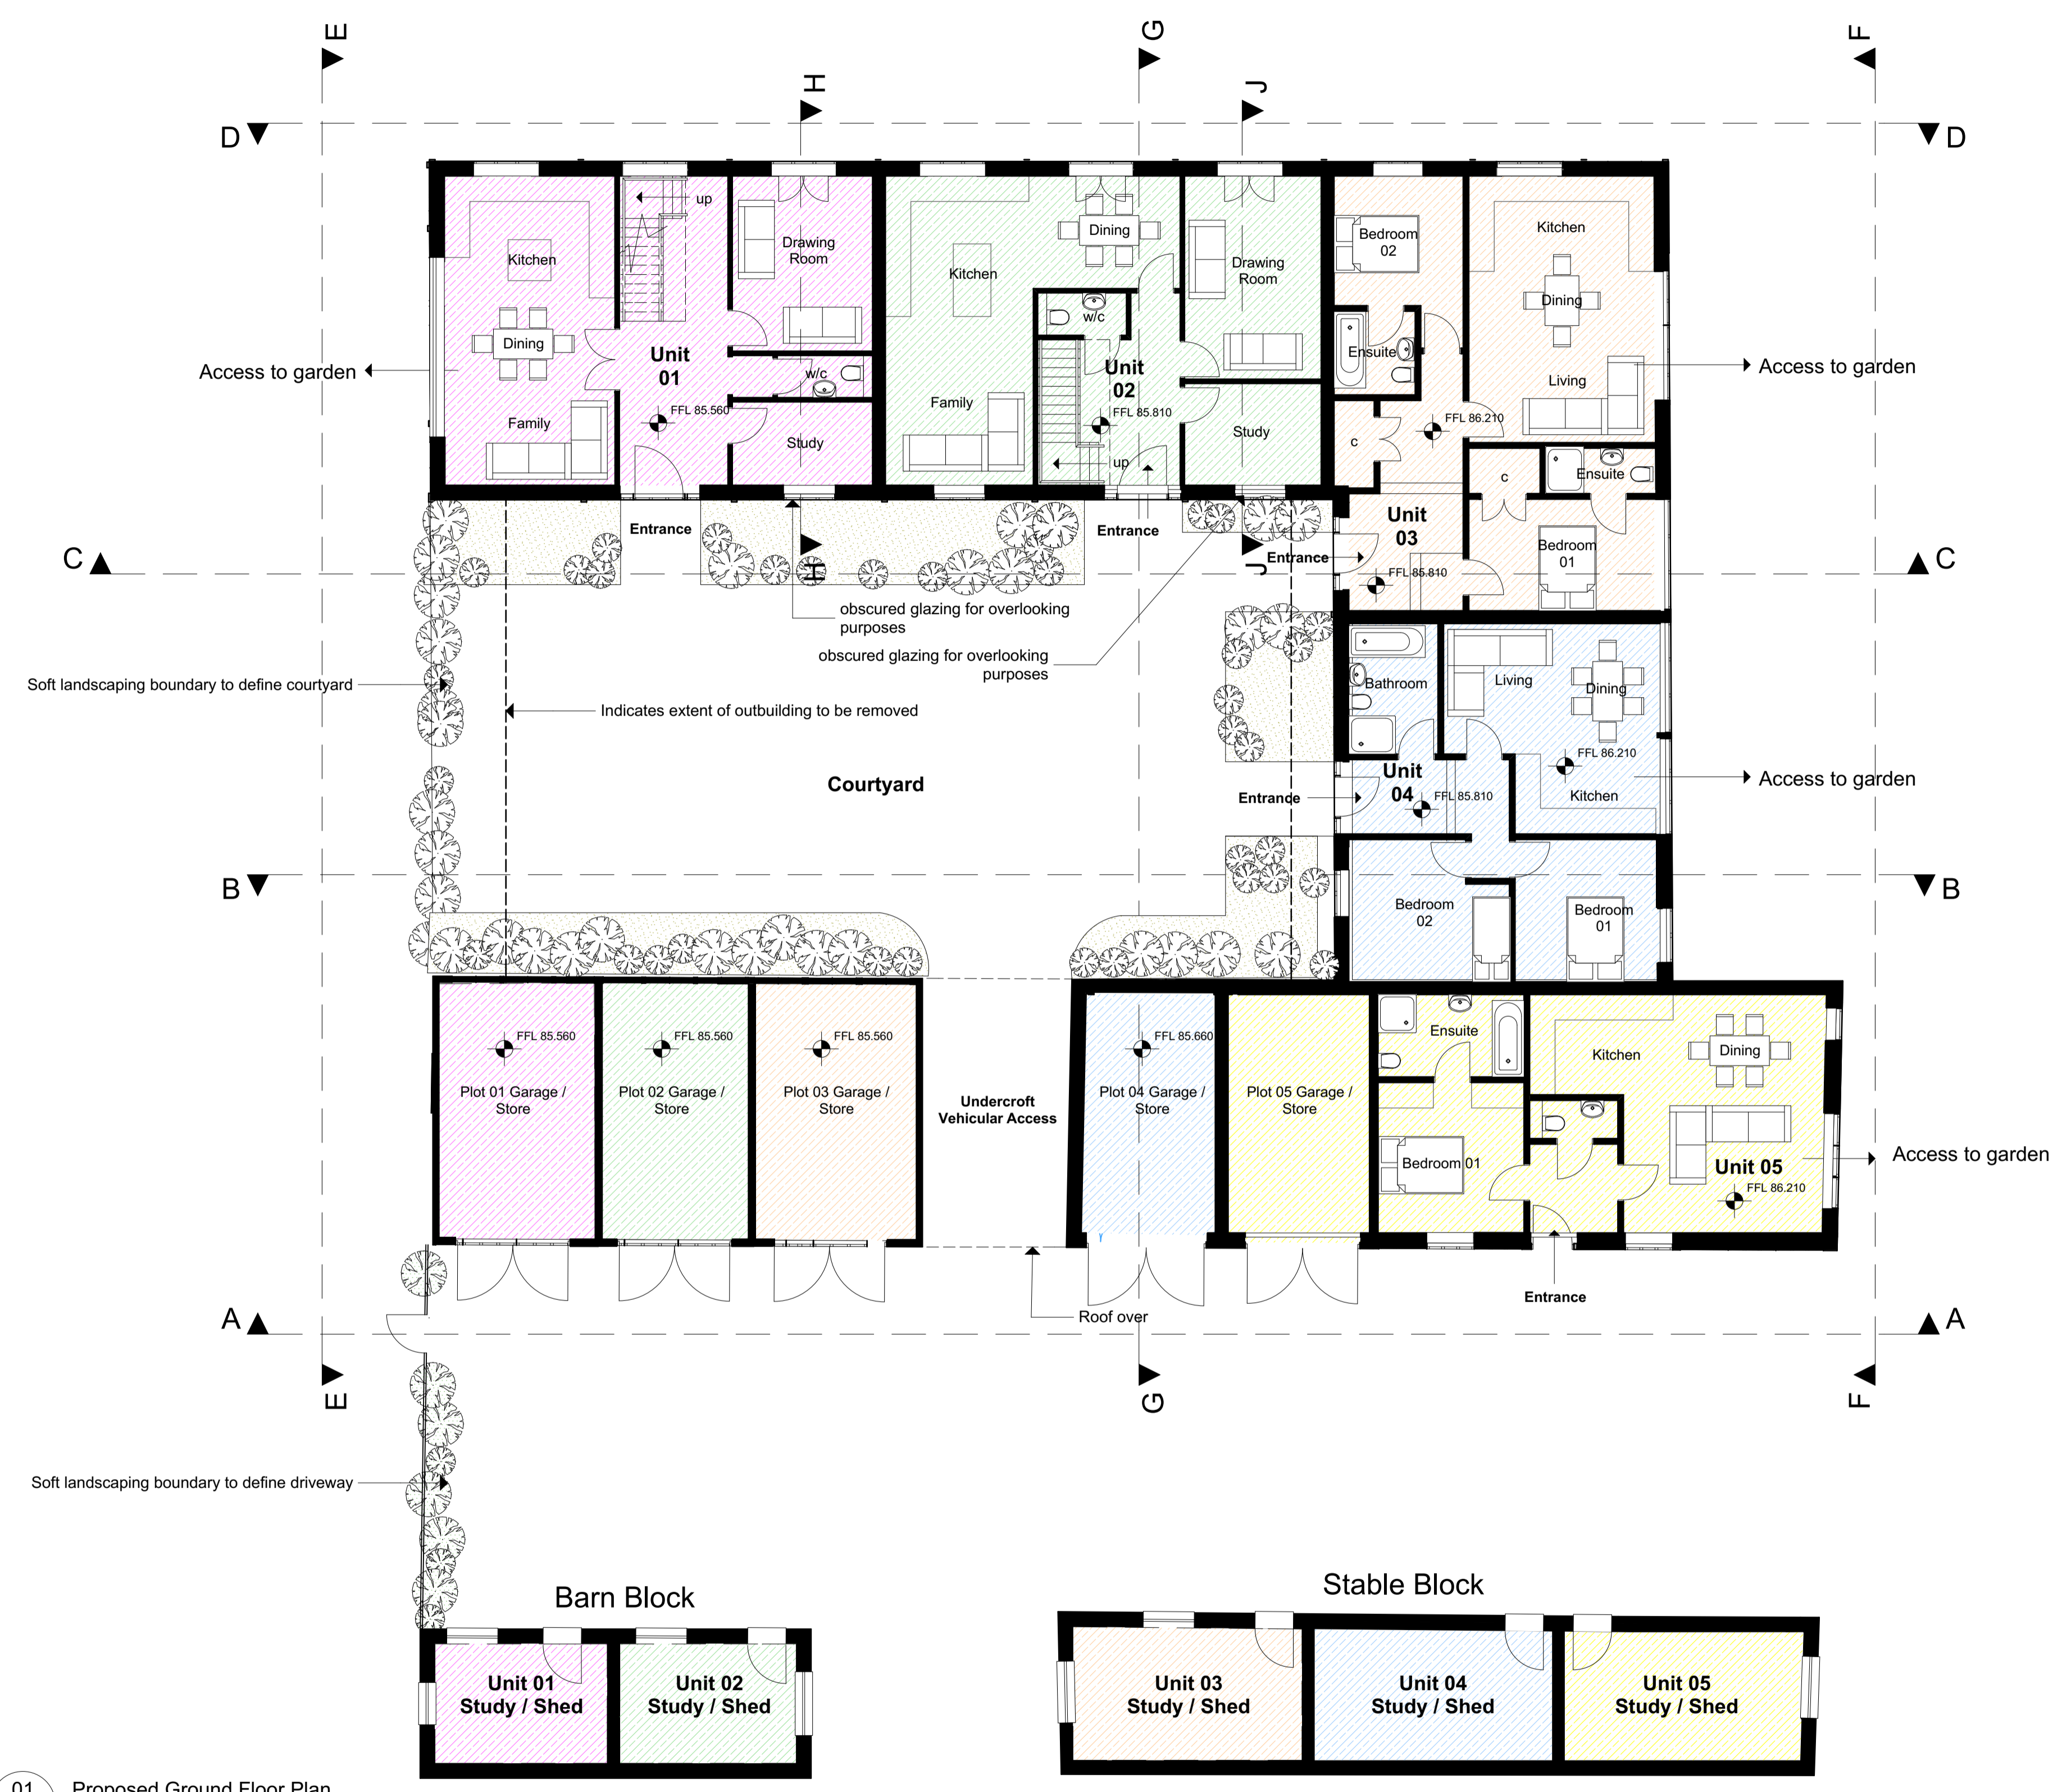 E
G
F
H
J
D
D
up
Drawing
Room
Kitchen
Dining
Unit
01
w/c
FFL 85.560
Family
Study
Access to garden
Dining
Kitchen
Drawing
Room
w/c
Unit
02
FFL 85.810
Family
Study
up
Bedroom
02
Kitchen
Dining
Ensuite
Living
Access to garden
FFL 86.210
c
c
Ensuite
Unit
03
Bedroom
01
FFL 85.810
Entrance
Entrance
Entrance
C
C
H
J
obscured glazing for overlooking
purposes
obscured glazing for overlooking
purposes
Soft landscaping boundary to define courtyard
Indicates extent of outbuilding to be removed
Courtyard
Bathroom
Living
Dining
FFL 86.210
Unit
04
FFL 85.810
Kitchen
Access to garden
Entrance
B
B
Bedroom
02
Bedroom
01
FFL 85.560
Plot 01 Garage /
Store
FFL 85.560
Plot 02 Garage /
Store
FFL 85.560
Plot 03 Garage /
Store
Undercroft
Vehicular Access
FFL 85.660
Plot 04 Garage /
Store
Plot 05 Garage /
Store
Ensuite
Kitchen
Dining
Bedroom 01
Unit 05
FFL 86.210
Access to garden
Entrance
Roof over
A
A
E
G
F
Soft landscaping boundary to define driveway
Barn Block
Stable Block
Unit 01
Study / Shed
Unit 02
Study / Shed
Unit 03
Study / Shed
Unit 04
Study / Shed
Unit 05
Study / Shed
01
Proposed Ground Floor Plan